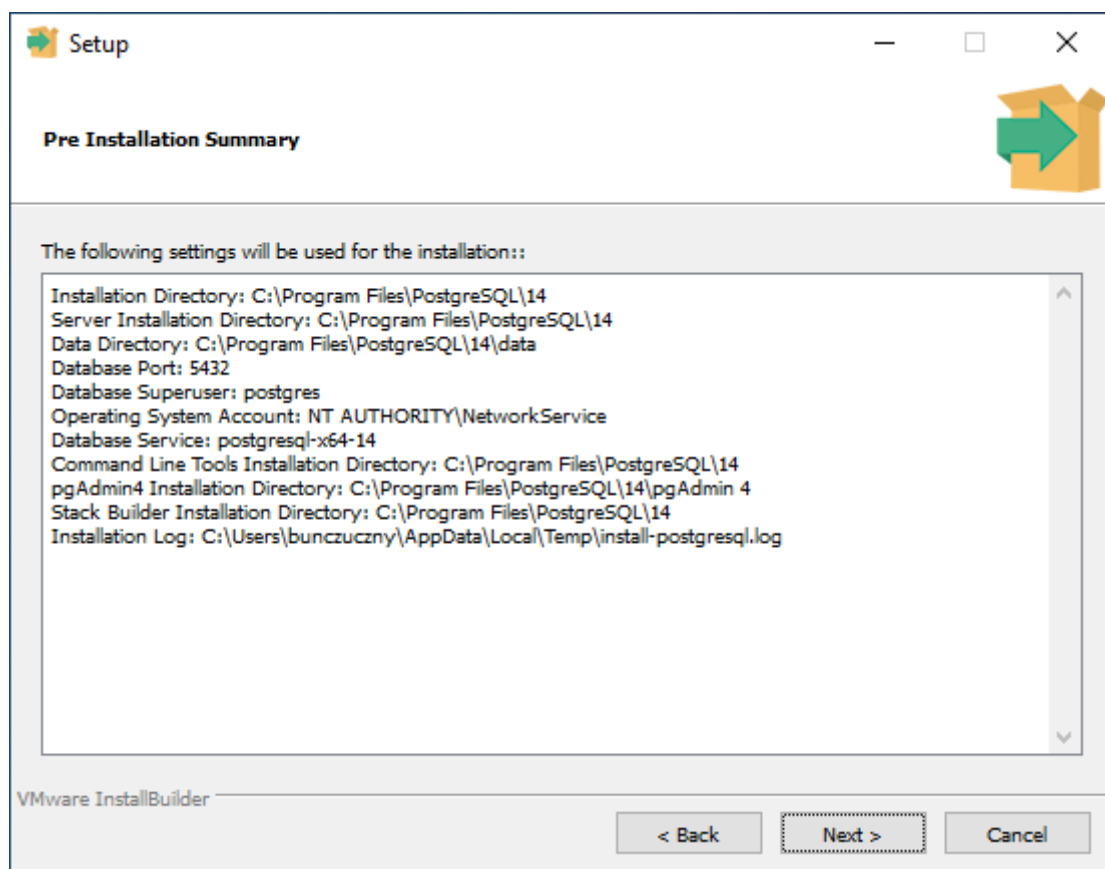 Setup
Pre Installation Summary
The following settings will be used for the installation::
Installation Directory: C:\Program Files\PostgreSQL\14
Server Installation Directory: C:\Program Files\PostgreSQL\14
Data Directory: C:\Program Files\PostgreSQL\14\data
Database Port: 5432
Database Superuser: postgres
Operating System Account: NT AUTHORITY\NetworkService
Database Service: postgresql-x64-14
Command Line Tools Installation Directory: C:\Program Files\PostgreSQL\14
pgAdmin4 Installation Directory: C:\Program Files\PostgreSQL\14\pgAdmin 4
Stack Builder Installation Directory: C:\Program Files\PostgreSQL\14
Installation Log: C:\Users\bunczuczny\AppData\Local\Temp\install-postgresql.log
VMware InstallBuilder
< Back Next > Cancel